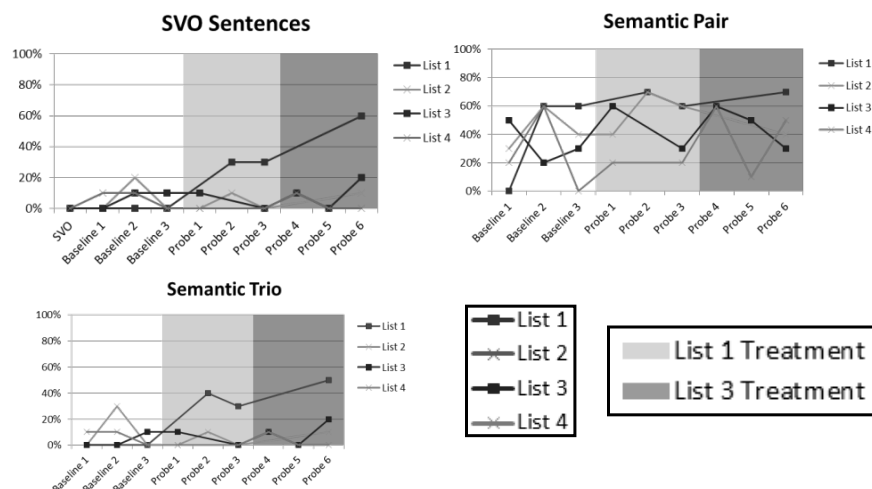 SVO Sentences
100%
80%
60%
40%
20%
0%
SVO
Baseline 1
Baseline 2
Baseline 3
Probe 1
Probe 2
Probe 3
Probe 4
Probe 5
Probe 6
List 1
List 2
List 3
List 4
Semantic Pair
100%
80%
60%
40%
20%
0%
Baseline 1
Baseline 2
Baseline 3
Probe 1
Probe 2
Probe 3
Probe 4
Probe 5
Probe 6
List 1
List 2
List 3
List 4
Semantic Trio
100%
80%
60%
40%
20%
0%
Baseline 1
Baseline 2
Baseline 3
Probe 1
Probe 2
Probe 3
Probe 4
Probe 5
Probe 6
List 1
List 2
List 3
List 4
List 1
List 2
List 3
List 4
List 1 Treatment
List 3 Treatment